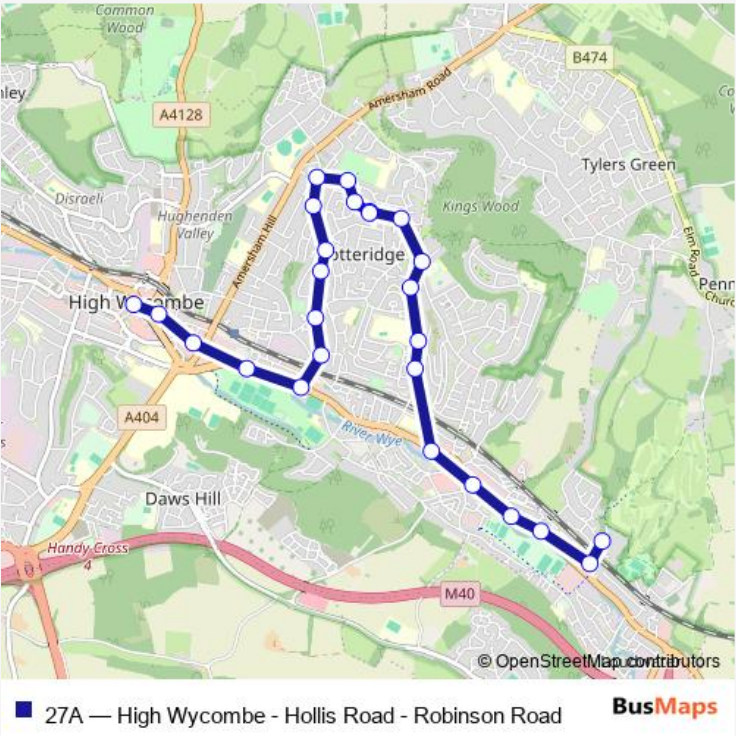 Common
Wood
B474
Amersham Road
A4128
Tylers Green
Disraeli
Kings Wood
Hughenden
Valley
Amersham Hill
Elm Road
otteridge
Penn
Church
High Wycombe
A404
River Wye
Daws Hill
Handy Cross
4
M40
© OpenStreetMap contributors
27A — High Wycombe - Hollis Road - Robinson Road
BusMaps